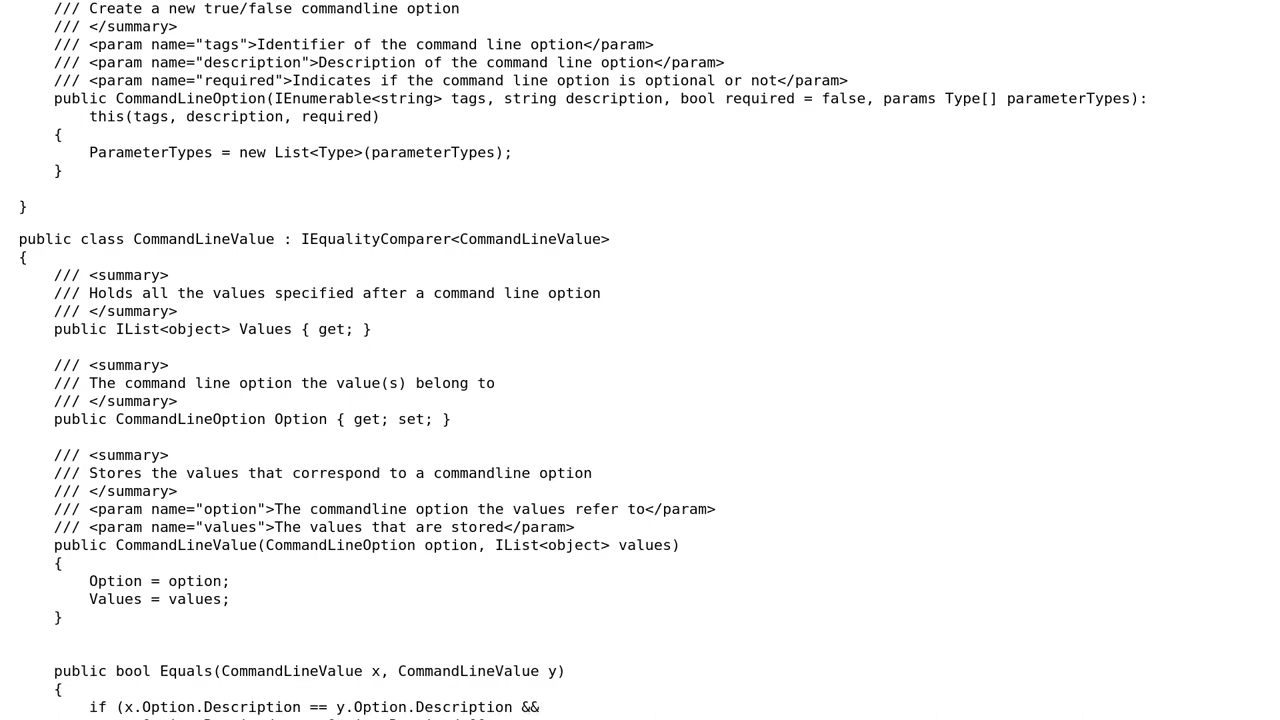 /// Create a new true/false commandline option
/// </summary>
/// <param name="tags">Identifier of the command line option</param>
/// <param name="description">Description of the command line option</param>
/// <param name="required">Indicates if the command line option is optional or not</param>
public CommandLineOption(IEnumerable<string> tags, string description, bool required = false, params Type[] parameterTypes):
this(tags, description, required)
{
ParameterTypes = new List<Type>(parameterTypes);
}
}
public class CommandLineValue : IEqualityComparer<CommandLineValue>
{
/// <summary>
/// Holds all the values specified after a command line option
/// </summary>
public IList<object> Values { get; }
/// <summary>
/// The command line option the value(s) belong to
/// </summary>
public CommandLineOption Option { get; set; }
/// <summary>
/// Stores the values that correspond to a commandline option
/// </summary>
/// <param name="option">The commandline option the values refer to</param>
/// <param name="values">The values that are stored</param>
public CommandLineValue(CommandLineOption option, IList<object> values)
{
Option = option;
Values = values;
}
public bool Equals(CommandLineValue x, CommandLineValue y)
{
if (x.Option.Description == y.Option.Description &&